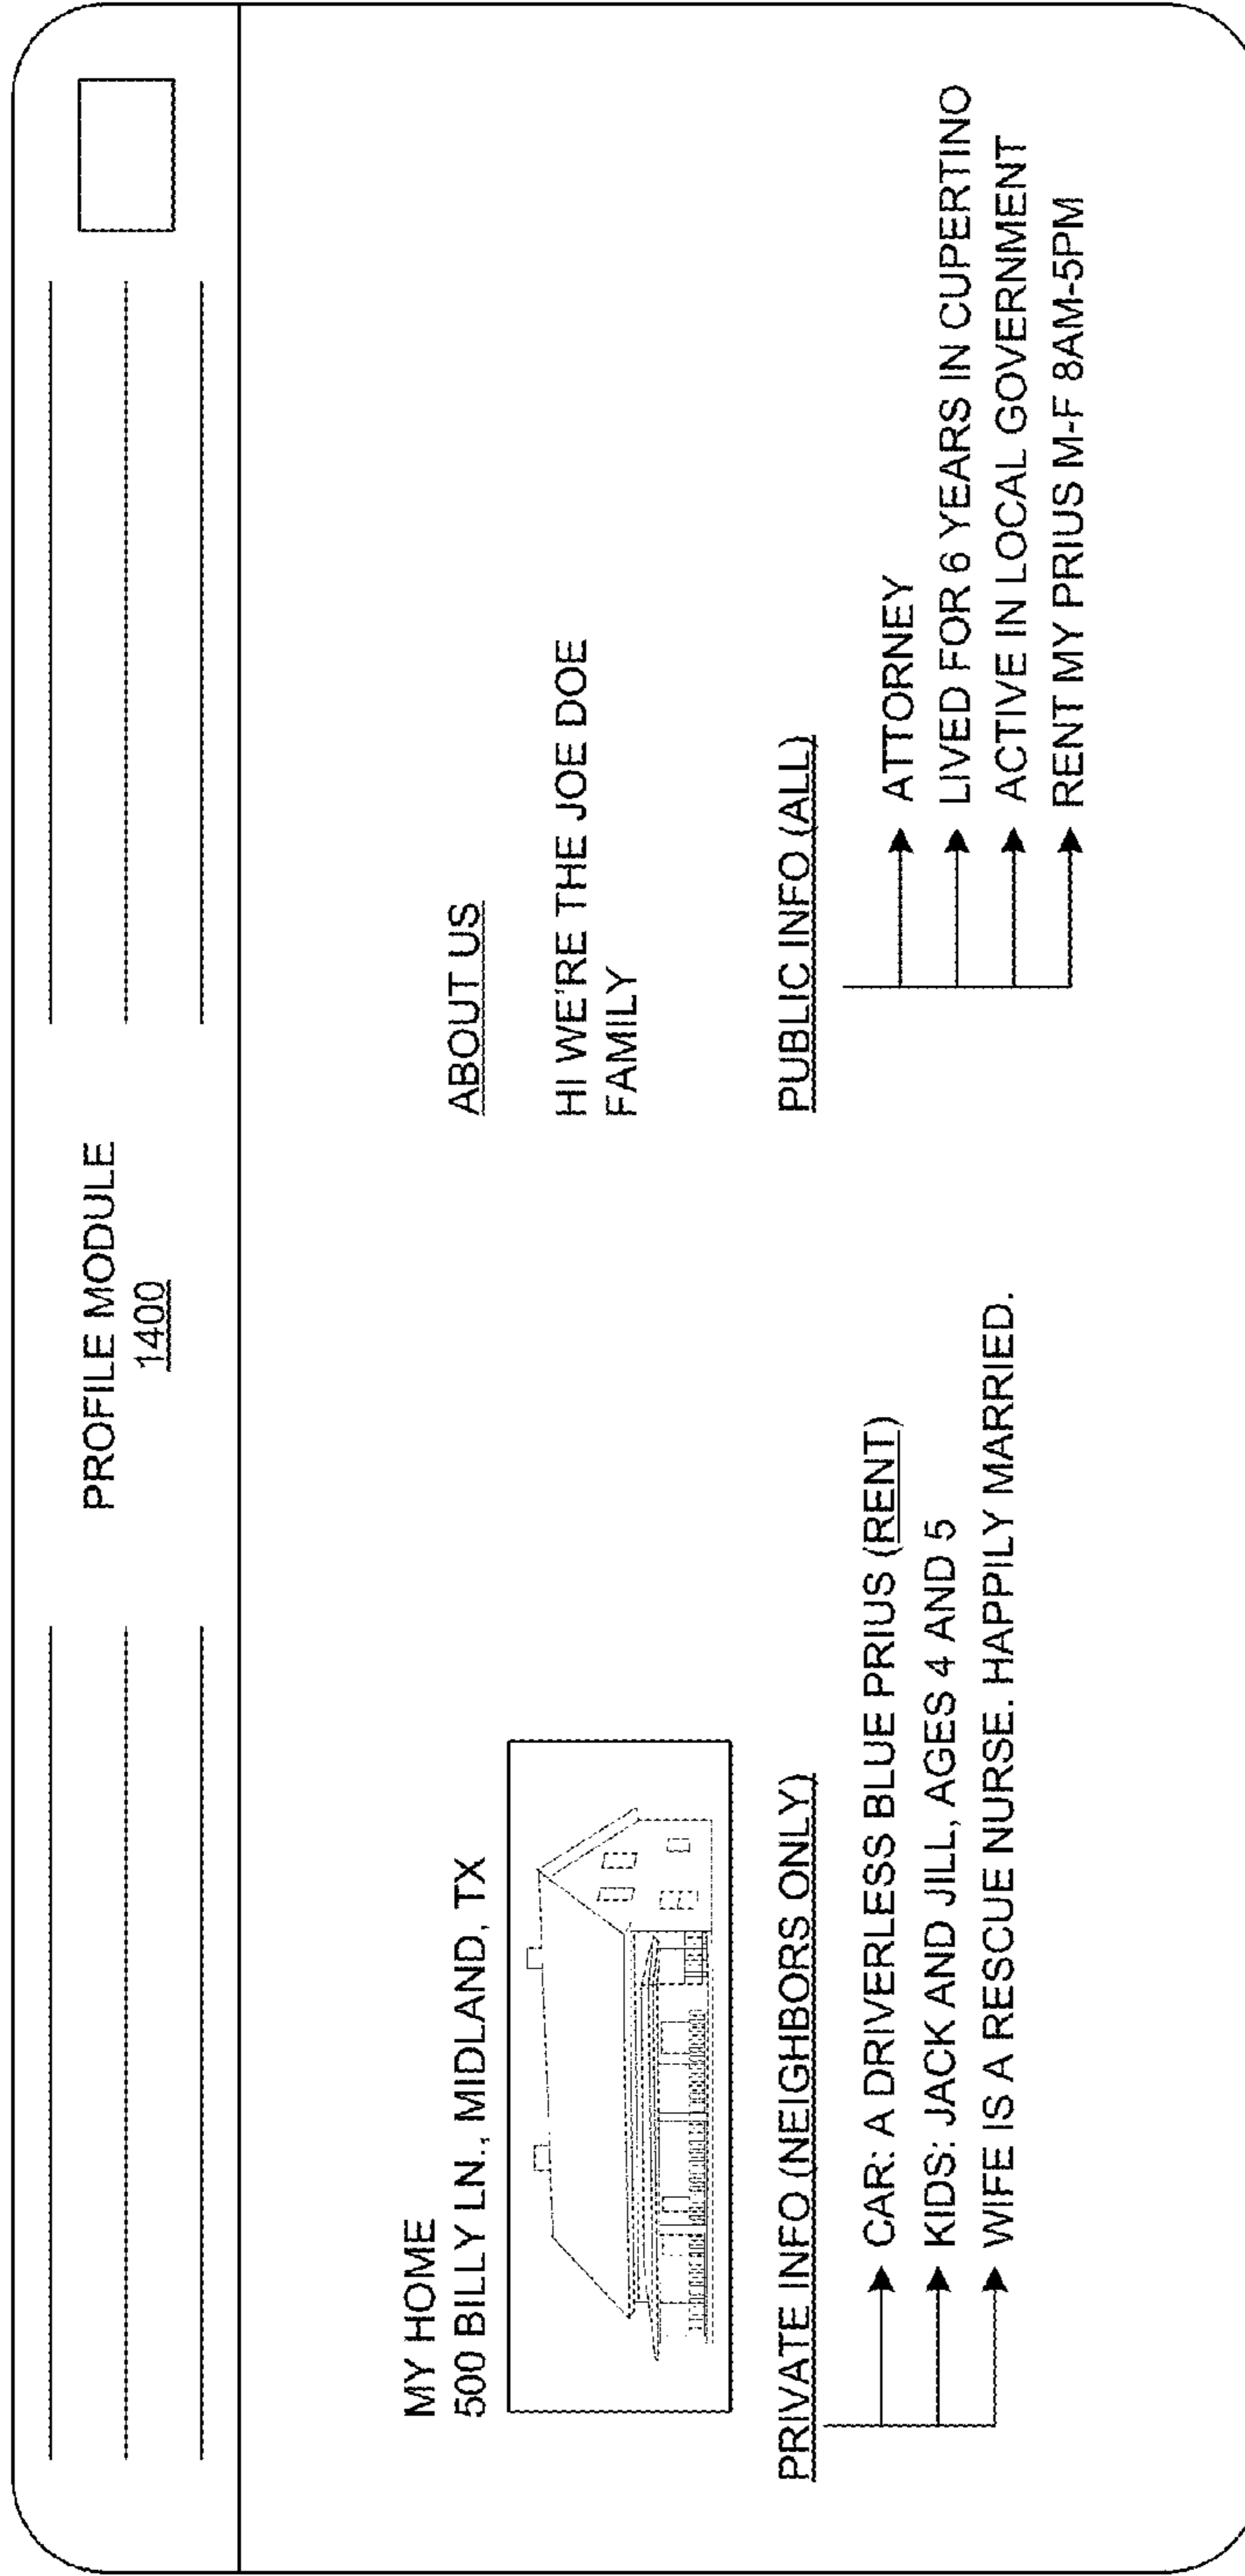 PROFILE MODULE
1400
MY HOME
500 BILLY LN., MIDLAND, TX
ABOUT US
HI WE'RE THE JOE DOE
FAMILY
PRIVATE INFO (NEIGHBORS ONLY)
CAR: A DRIVERLESS BLUE PRIUS (RENT)
KIDS: JACK AND JILL, AGES 4 AND 5
WIFE IS A RESCUE NURSE. HAPPILY MARRIED.
PUBLIC INFO (ALL)
ATTORNEY
LIVED FOR 6 YEARS IN CUPERTINO
ACTIVE IN LOCAL GOVERNMENT
RENT MY PRIUS M-F 8AM-5PM